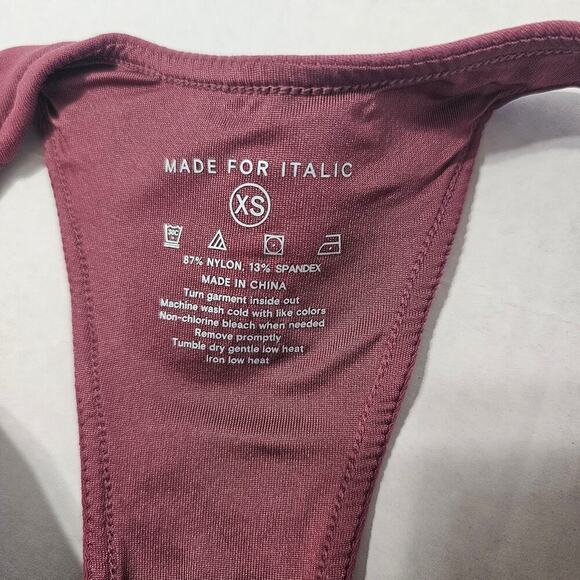 MADE FOR ITALIC
XS
30C
87% NYLON, 13% SPANDEX
MADE IN CHINA
Turn garment inside out
Machine wash cold with like colors
Non-chlorine bleach when needed
Remove promptly
Tumble dry gentle low heat
Iron low heat